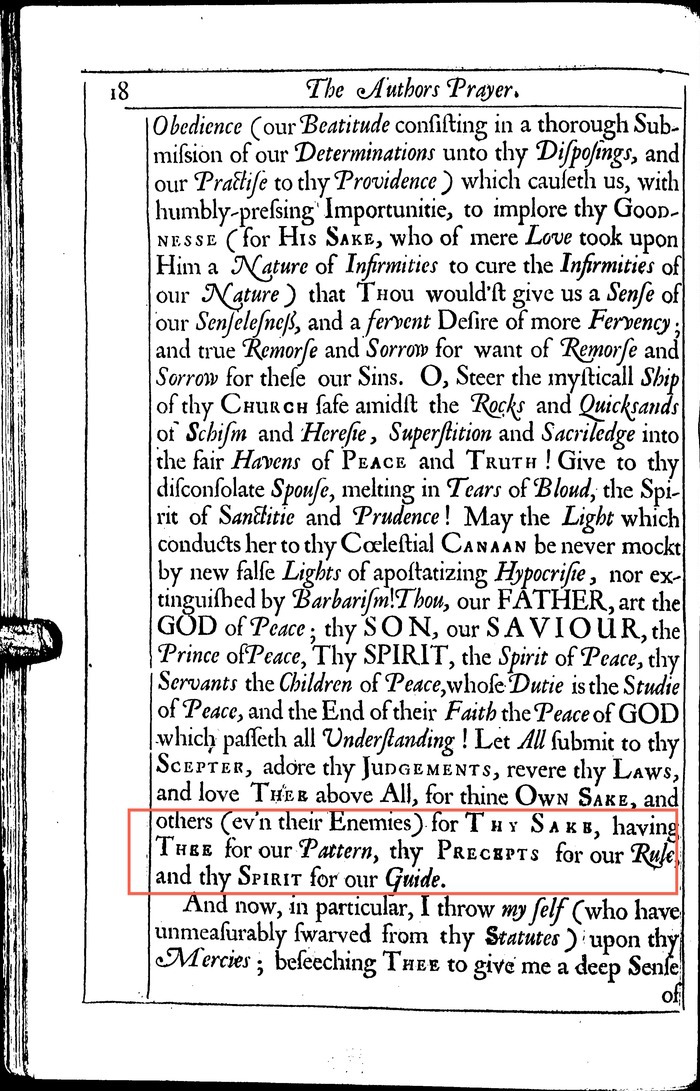 18 The Authors Prayer.
Obedience (our Beatitude conſiſting in a thorough Sub-
miſsion of our Determinations unto thy Diſpoſings, and
our Practiſe to thy Providence) which cauſeth us, with
humbly-preſsing Importunitie, to implore thy GOOD-
NESSE (for HIS SAKE, who of mere Love took upon
Him a Nature of Infirmities to cure the Infirmities of
our Nature) that THOU would'ſt give us a Senſe of
our Senſeleſneſs, and a fervent Deſire of more Fervency;
and true Remorſe and Sorrow for want of Remorſe and
Sorrow for theſe our Sins. O, Steer the myſticall Ship
of thy CHURCH ſafe amidſt the Rocks and Quickſands
of Schiſm and Hereſie, Superſtition and Sacriledge into
the fair Havens of PEACE and TRUTH! Give to thy
diſconſolate Spouſe, melting in Tears of Bloud, the Spi-
rit of Sanctitie and Prudence! May the Light which
conducts her to thy Cœleſtial CANAAN be never mockt
by new falſe Lights of apoſtatizing Hypocriſie, nor ex-
tinguiſhed by Barbariſm! Thou, our FATHER, art the
GOD of Peace; thy SON, our SAVIOUR, the
Prince of Peace, Thy SPIRIT, the Spirit of Peace, thy
Servants the Children of Peace, whoſe Dutie is the Studie
of Peace, and the End of their Faith the Peace of GOD
which paſſeth all Underſtanding! Let All ſubmit to thy
SCEPTER, adore thy JUDGEMENTS, revere thy LAWS,
and love THEE above All, for thine OWN SAKE, and
others (ev'n their Enemies) for THY SAKE, having
THEE for our Pattern, thy PRECEPTS for our Rule,
and thy SPIRIT for our Guide.
And now, in particular, I throw my ſelf (who have
unmeaſurably ſwarved from thy Statutes) upon thy
Mercies; beſeeching THEE to give me a deep Senſe
of